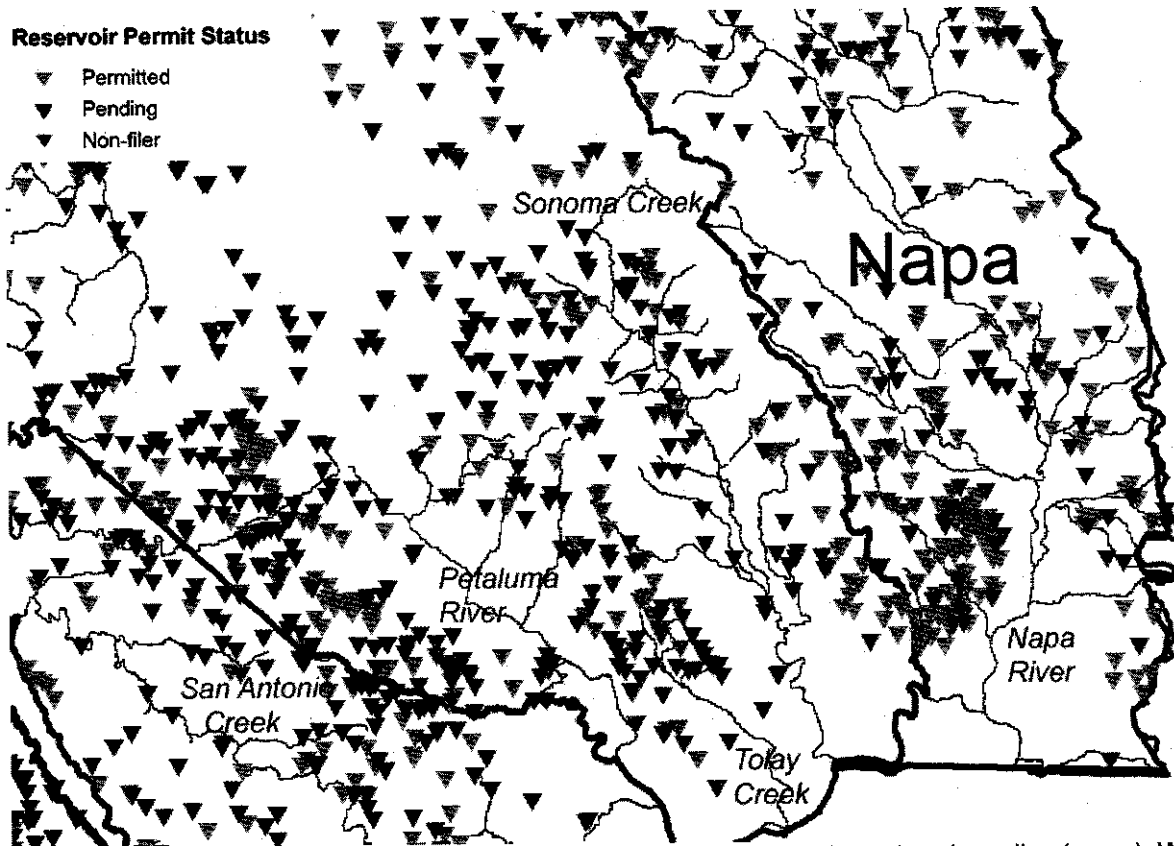 Reservoir Permit Status
Permitted
Pending
Non-filer
Sonoma Creek
Napa
Petaluma
River
Napa
River
San Antonio
Creek
Tolay
Creek